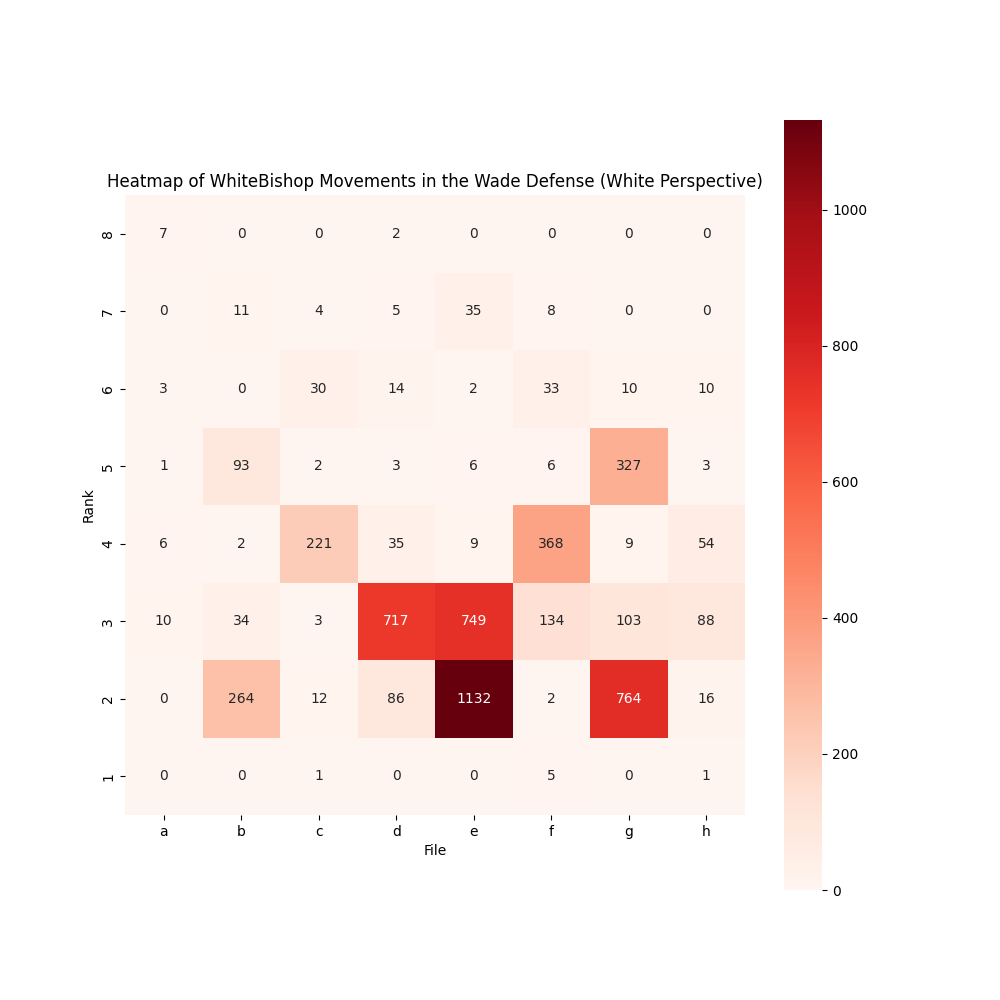 Heatmap of WhiteBishop Movements in the Wade Defense (White Perspective)
8 7 0 0 2 0 0 0 0
7 0 11 4 5 35 8 0 0
6 3 0 30 14 2 33 10 10
5 1 93 2 3 6 6 327 3
4 6 2 221 35 9 368 9 54
3 10 34 3 717 749 134 103 88
2 0 264 12 86 1132 2 764 16
1 0 0 1 0 0 5 0 1
a b c d e f g h
File
Rank
1000
800
600
400
200
0